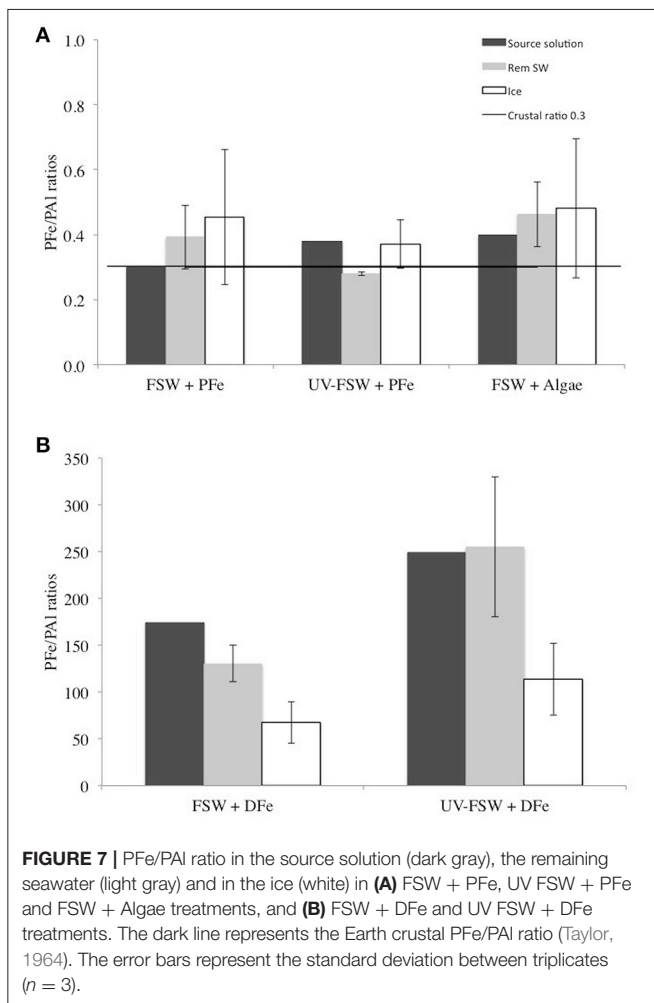 A
1.0
0.8
0.6
0.4
0.2
0.0
PFe/PAl ratios
Source solution
Rem SW
Ice
Crustal ratio 0.3
FSW + PFe UV-FSW + PFe FSW + Algae
B
350
300
250
200
150
100
50
0
PFe/PAl ratios
FSW + DFe UV-FSW + DFe
FIGURE 7 | PFe/PAl ratio in the source solution (dark gray), the remaining
seawater (light gray) and in the ice (white) in (A) FSW + PFe, UV FSW + PFe
and FSW + Algae treatments, and (B) FSW + DFe and UV FSW + DFe
treatments. The dark line represents the Earth crustal PFe/PAl ratio (Taylor,
1964). The error bars represent the standard deviation between triplicates
(n = 3).